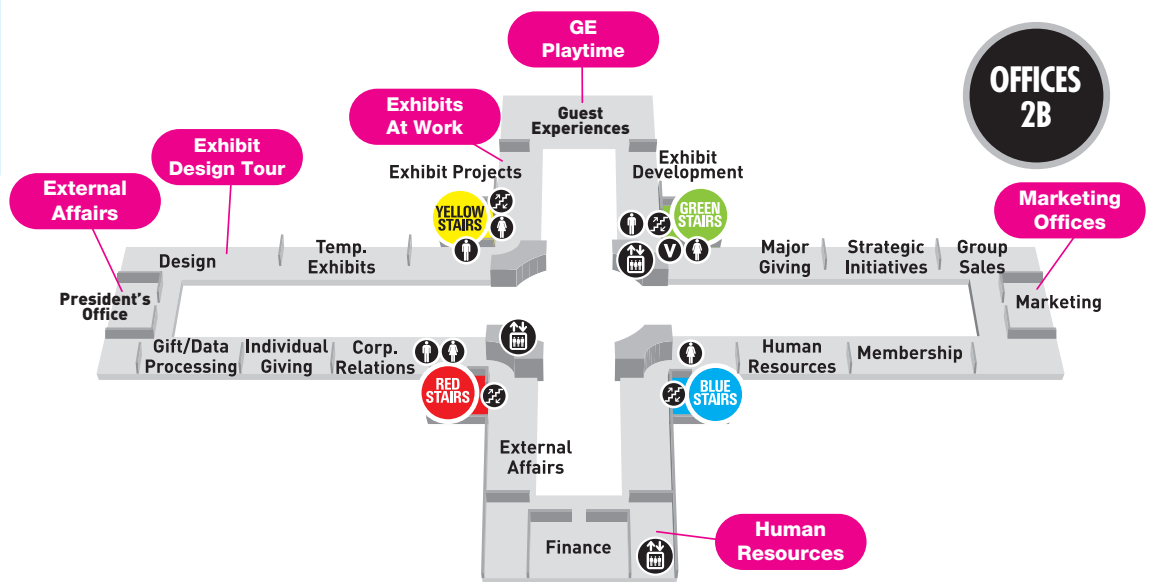 GE
Playtime
OFFICES
2B
Exhibits
At Work
Guest
Experiences
Exhibit
Design Tour
Exhibit Projects
Exhibit
Development
External
Affairs
Marketing
Offices
YELLOW
STAIRS
GREEN
STAIRS
V
Design
Temp.
Exhibits
Major
Giving
Strategic
Initiatives
Group
Sales
President's
Office
Marketing
Gift/Data
Processing
Individual
Giving
Corp.
Relations
Human
Resources
Membership
RED
STAIRS
BLUE
STAIRS
External
Affairs
Finance
Human
Resources